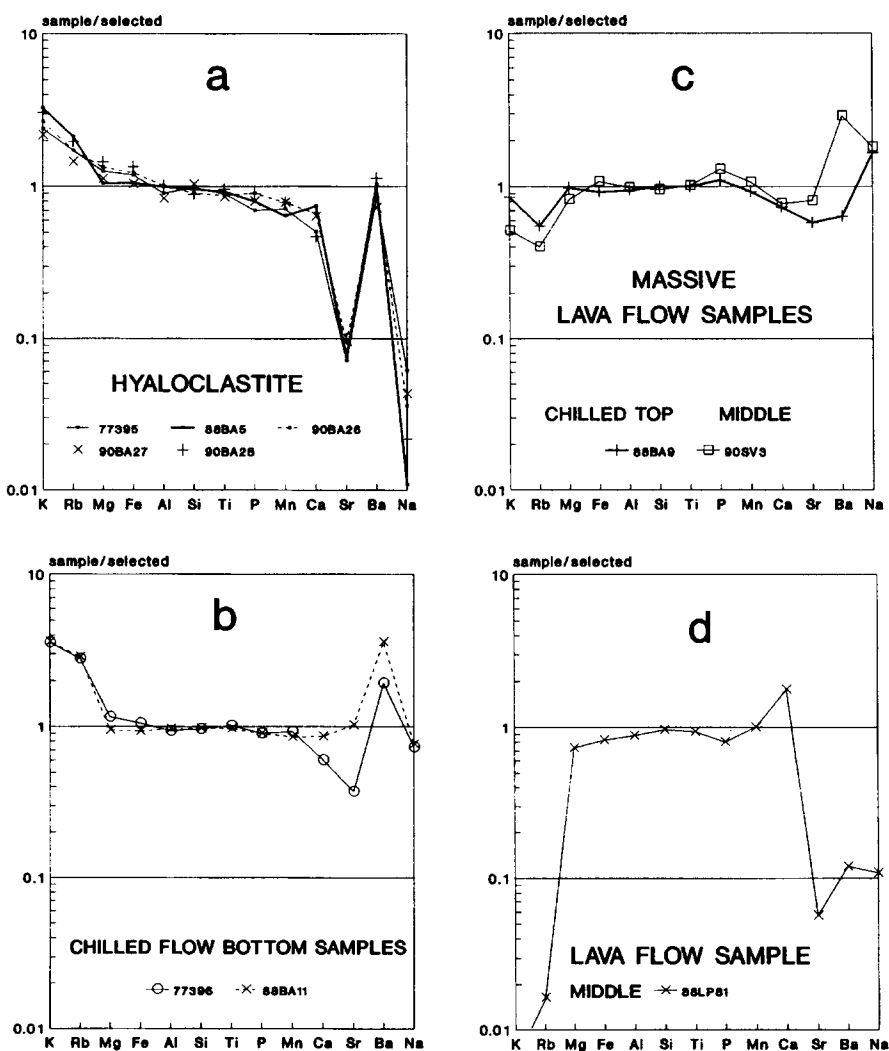 sample/selected
10
a
1
0.1
HYALOCLASTITE
77395 88BA5 90BA26
90BA27 90BA28
0.01
K Rb Mg Fe Al Si Ti P Mn Ca Sr Ba Na
sample/selected
10
c
1
MASSIVE
LAVA FLOW SAMPLES
0.1
CHILLED TOP MIDDLE
88BA9 90SV3
0.01
K Rb Mg Fe Al Si Ti P Mn Ca Sr Ba Na
sample/selected
10
b
1
0.1
CHILLED FLOW BOTTOM SAMPLES
77396 88BA11
0.01
K Rb Mg Fe Al Si Ti P Mn Ca Sr Ba Na
sample/selected
10
d
1
0.1
LAVA FLOW SAMPLE
MIDDLE 88LP81
0.01
K Rb Mg Fe Al Si Ti P Mn Ca Sr Ba Na